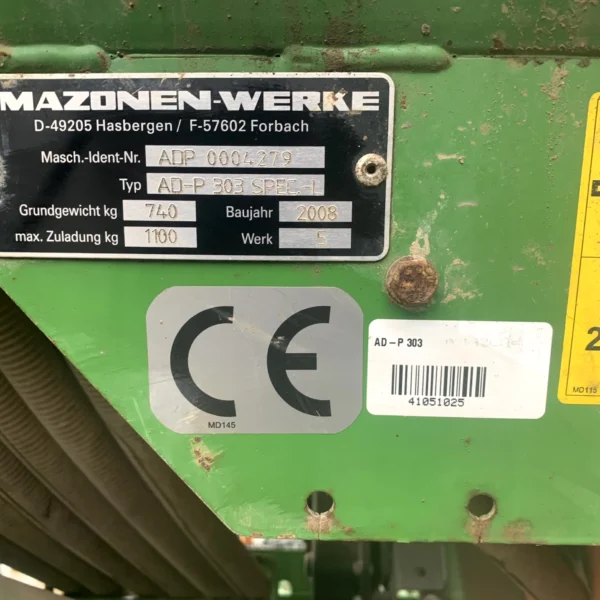 MAZONEN-WERKE
D-49205 Hasbergen / F-57602 Forbach
Masch.-Ident-Nr. ADP 0004279
Typ AD-P 303 SPEC.-L
Grundgewicht kg 740 Baujahr 2008
max. Zuladung kg 1100 Werk S
CE
MD145
AD-P 303
41051025
2
MD115